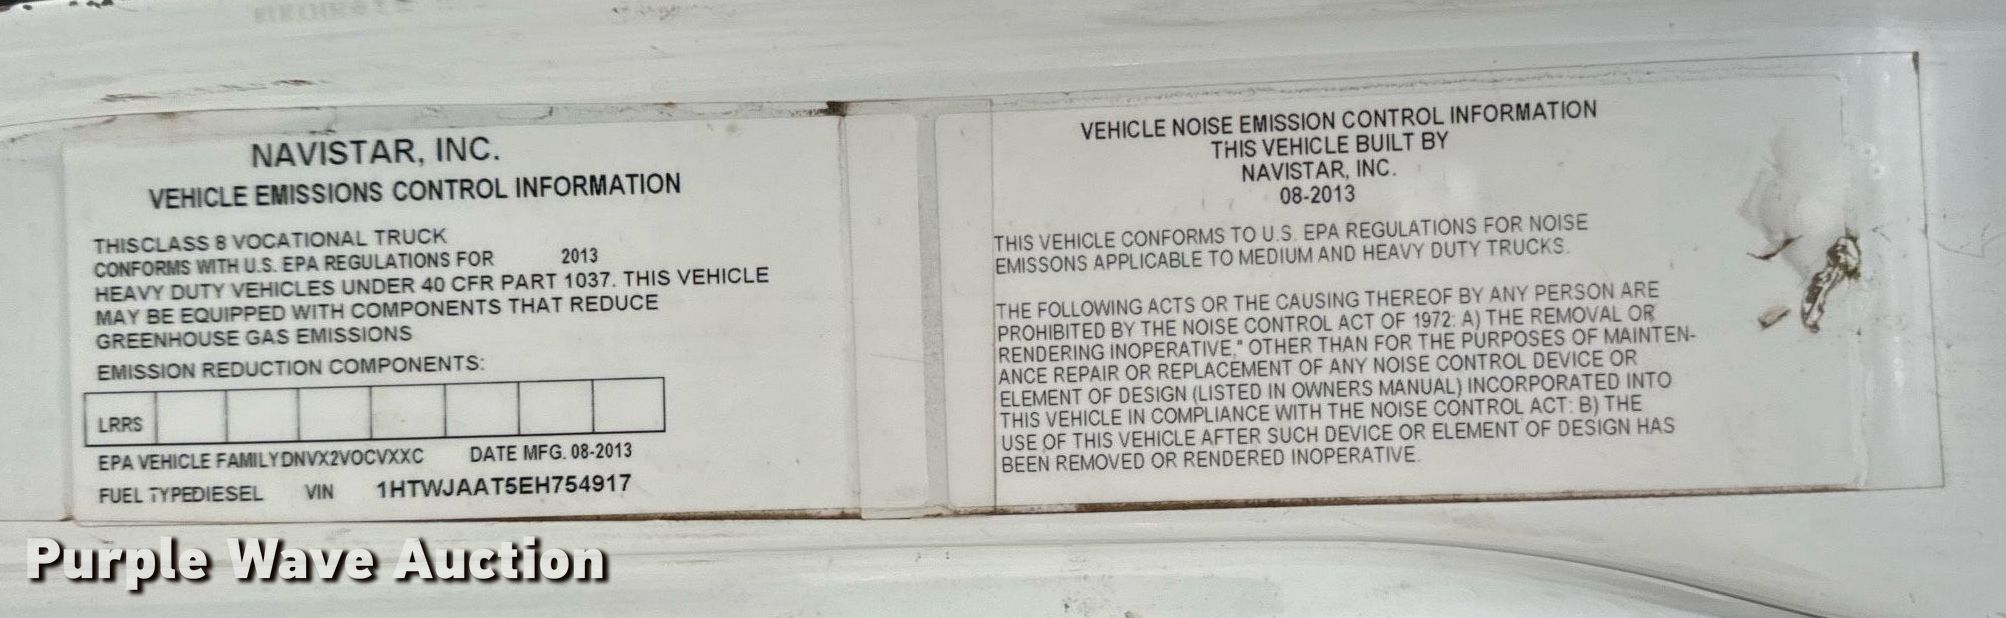 NAVISTAR, INC.
VEHICLE EMISSIONS CONTROL INFORMATION
THISCLASS 8 VOCATIONAL TRUCK
CONFORMS WITH U.S. EPA REGULATIONS FOR 2013
HEAVY DUTY VEHICLES UNDER 40 CFR PART 1037. THIS VEHICLE
MAY BE EQUIPPED WITH COMPONENTS THAT REDUCE
GREENHOUSE GAS EMISSIONS
EMISSION REDUCTION COMPONENTS:
LRRS
EPA VEHICLE FAMILYDNVX2VOCVXXC DATE MFG. 08-2013
FUEL TYPEDIESEL VIN 1HTWJAAT5EH754917
VEHICLE NOISE EMISSION CONTROL INFORMATION
THIS VEHICLE BUILT BY
NAVISTAR, INC.
08-2013
THIS VEHICLE CONFORMS TO U.S. EPA REGULATIONS FOR NOISE
EMISSONS APPLICABLE TO MEDIUM AND HEAVY DUTY TRUCKS.
THE FOLLOWING ACTS OR THE CAUSING THEREOF BY ANY PERSON ARE
PROHIBITED BY THE NOISE CONTROL ACT OF 1972: A) THE REMOVAL OR
RENDERING INOPERATIVE," OTHER THAN FOR THE PURPOSES OF MAINTEN-
ANCE REPAIR OR REPLACEMENT OF ANY NOISE CONTROL DEVICE OR
ELEMENT OF DESIGN (LISTED IN OWNERS MANUAL) INCORPORATED INTO
THIS VEHICLE IN COMPLIANCE WITH THE NOISE CONTROL ACT: B) THE
USE OF THIS VEHICLE AFTER SUCH DEVICE OR ELEMENT OF DESIGN HAS
BEEN REMOVED OR RENDERED INOPERATIVE.
Purple Wave Auction